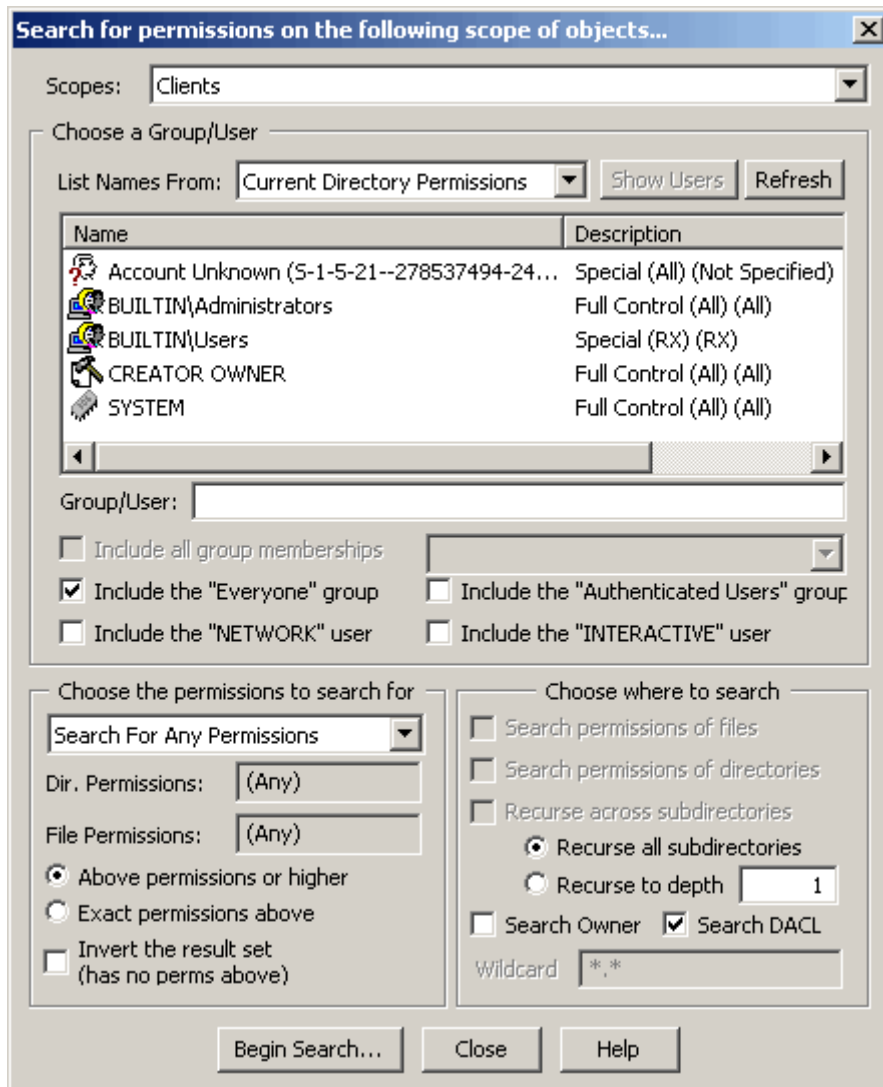 Search for permissions on the following scope of objects...
Scopes: Clients
Choose a Group/User
List Names From: Current Directory Permissions Show Users Refresh
Name Description
Account Unknown (S-1-5-21--278537494-24... Special (All) (Not Specified)
BUILTIN\Administrators Full Control (All) (All)
BUILTIN\Users Special (RX) (RX)
CREATOR OWNER Full Control (All) (All)
SYSTEM Full Control (All) (All)
Group/User:
Include all group memberships
Include the "Everyone" group Include the "Authenticated Users" group
Include the "NETWORK" user Include the "INTERACTIVE" user
Choose the permissions to search for
Search For Any Permissions
Dir. Permissions: (Any)
File Permissions: (Any)
Above permissions or higher
Exact permissions above
Invert the result set
(has no perms above)
Choose where to search
Search permissions of files
Search permissions of directories
Recurse across subdirectories
Recurse all subdirectories
Recurse to depth 1
Search Owner Search DACL
Wildcard *.*
Begin Search... Close Help